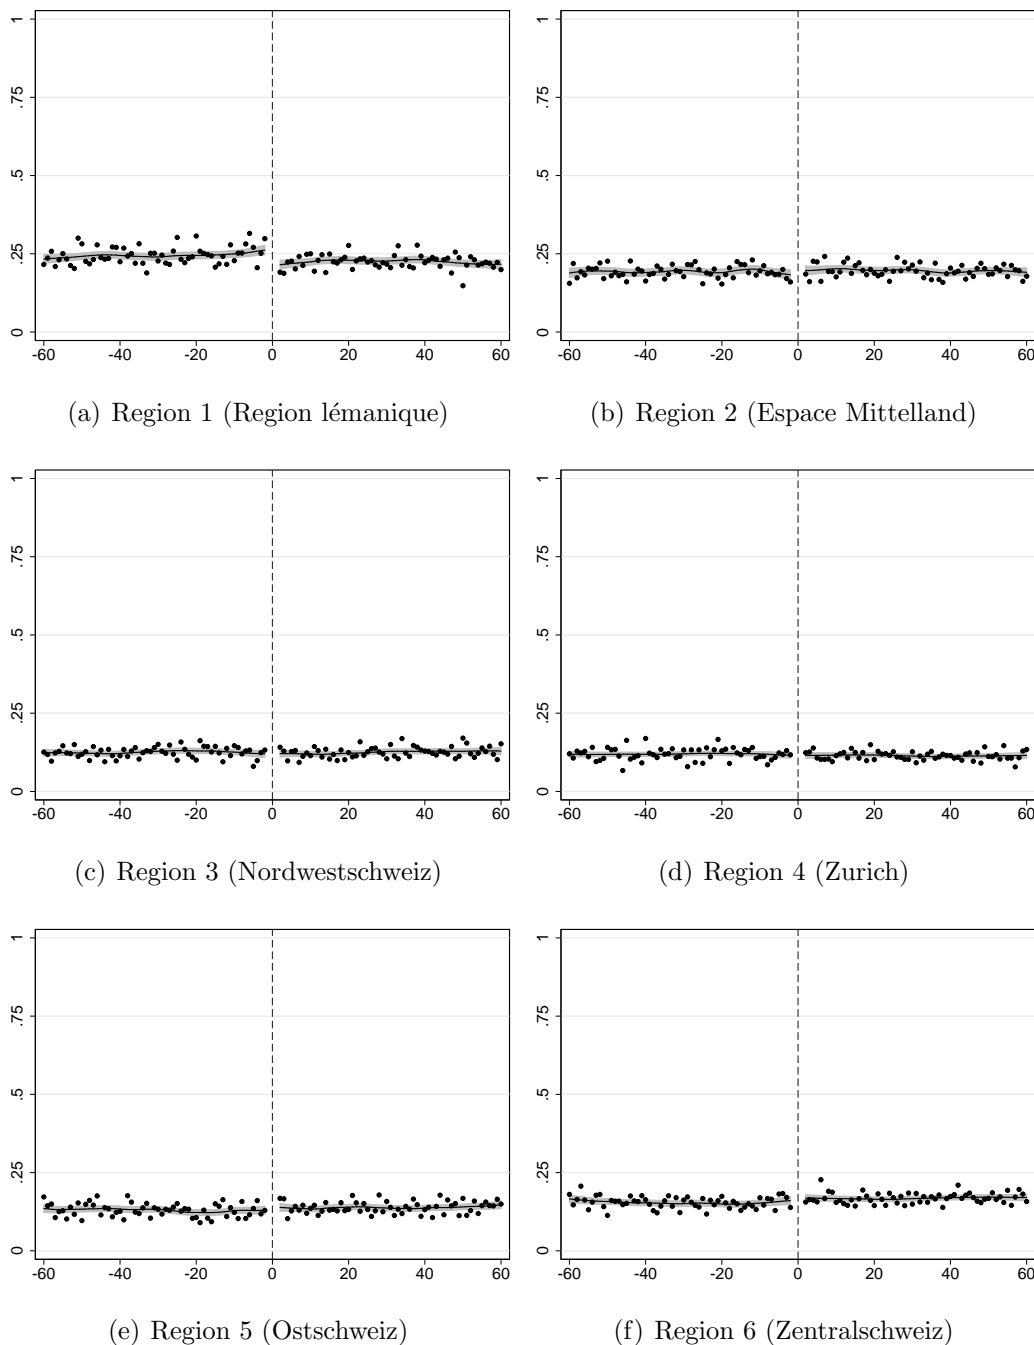 1 1
.75 .75
.5 .5
.25 .25
0 0
-60 -40 -20 0 20 40 60 -60 -40 -20 0 20 40 60
(a) Region 1 (Region lémanique) (b) Region 2 (Espace Mittelland)
1 1
.75 .75
.5 .5
.25 .25
0 0
-60 -40 -20 0 20 40 60 -60 -40 -20 0 20 40 60
(c) Region 3 (Nordwestschweiz) (d) Region 4 (Zurich)
1 1
.75 .75
.5 .5
.25 .25
0 0
-60 -40 -20 0 20 40 60 -60 -40 -20 0 20 40 60
(e) Region 5 (Ostschweiz) (f) Region 6 (Zentralschweiz)